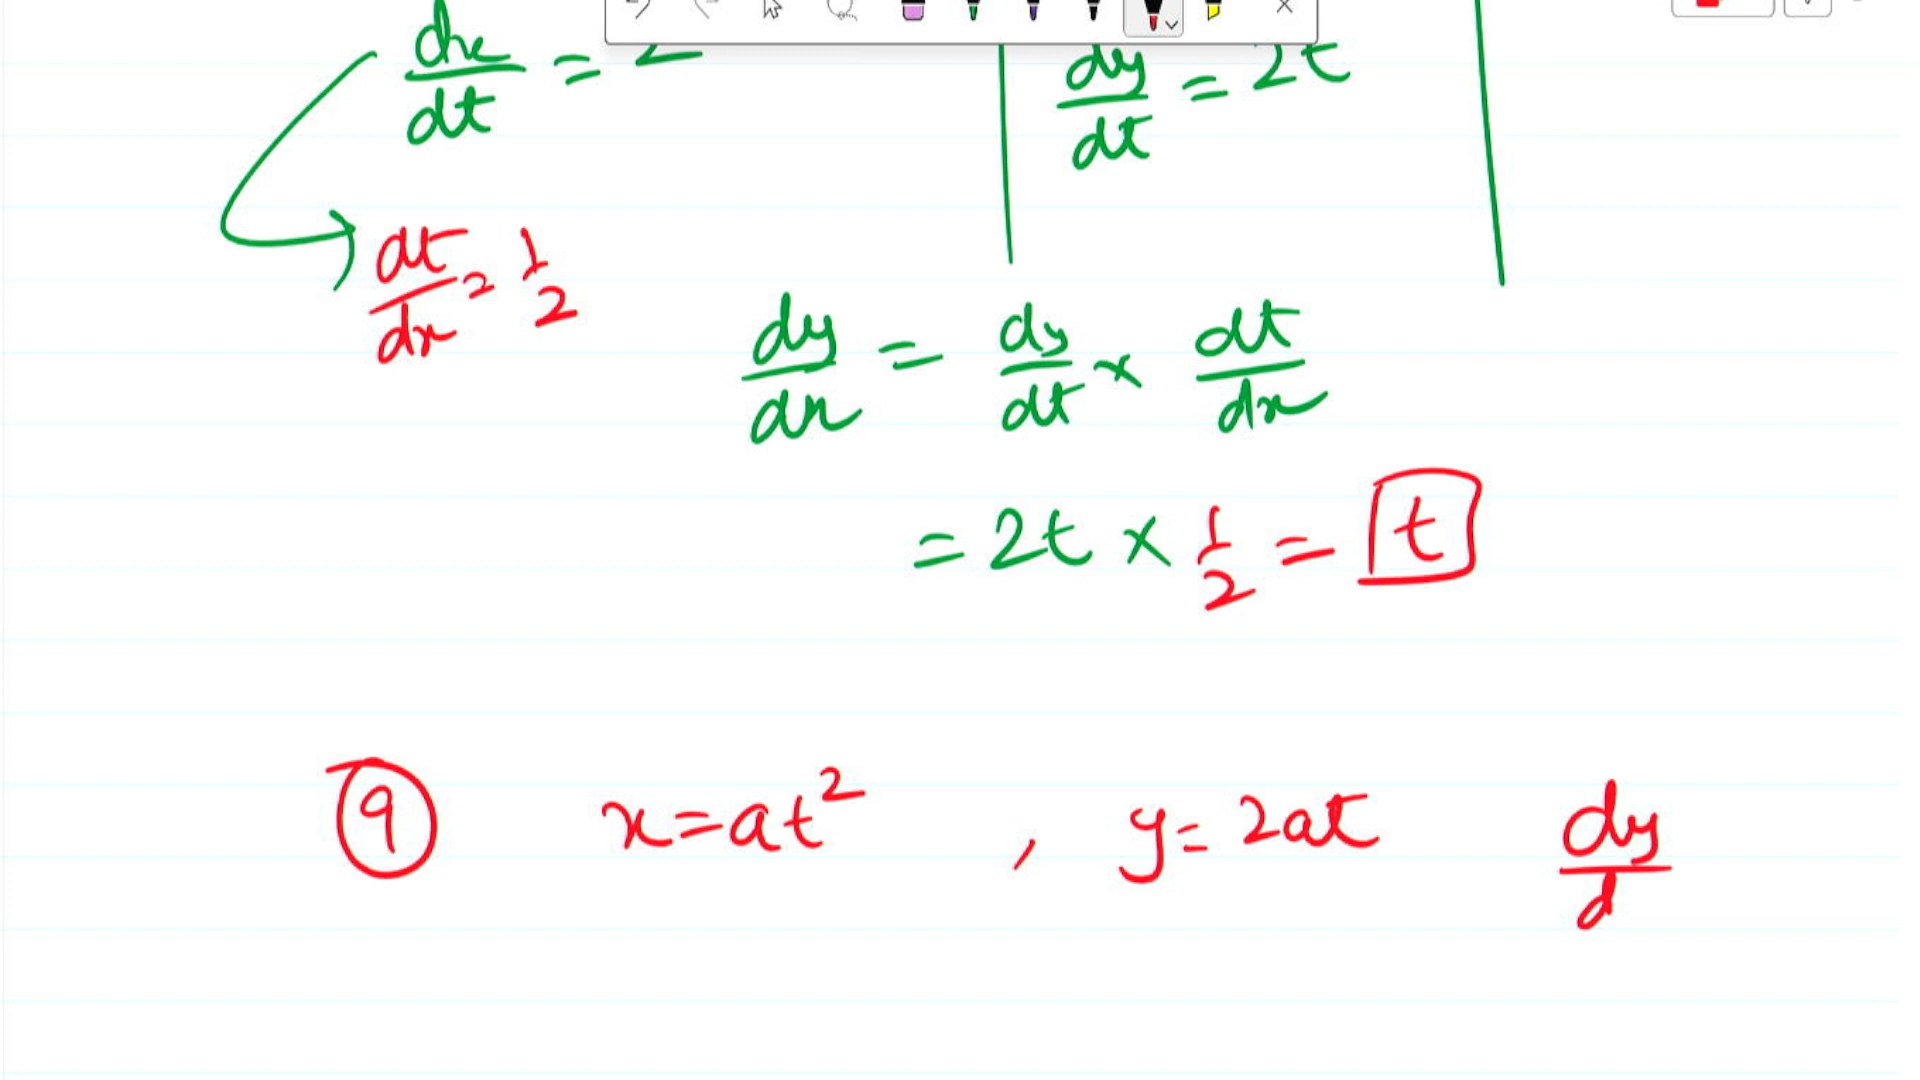 dx/dt = 2
dy/dt = 2t
dt/dx = 1/2
dy/dx = dy/dt × dt/dx
= 2t × 1/2 = t
9 x = at² , y = 2at dy/d